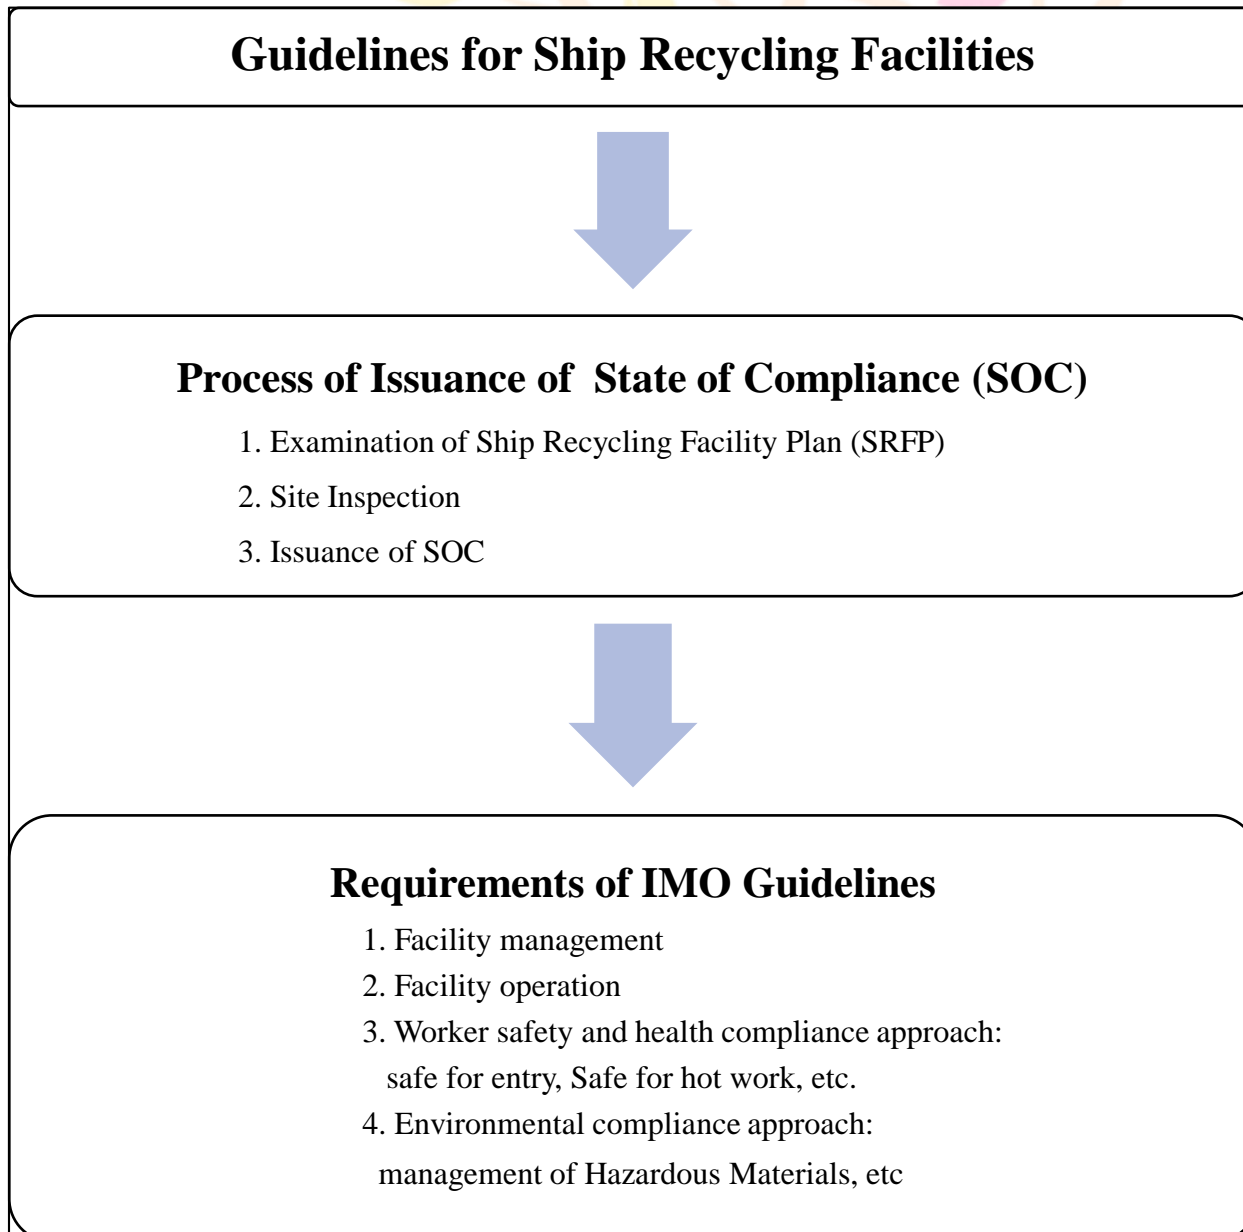 Guidelines for Ship Recycling Facilities
Process of Issuance of  State of Compliance (SOC)
1. Examination of Ship Recycling Facility Plan (SRFP)
2. Site Inspection
3. Issuance of SOC
Requirements of IMO Guidelines
1. Facility management
2. Facility operation
3. Worker safety and health compliance approach:
safe for entry, Safe for hot work, etc.
4. Environmental compliance approach:
management of Hazardous Materials, etc